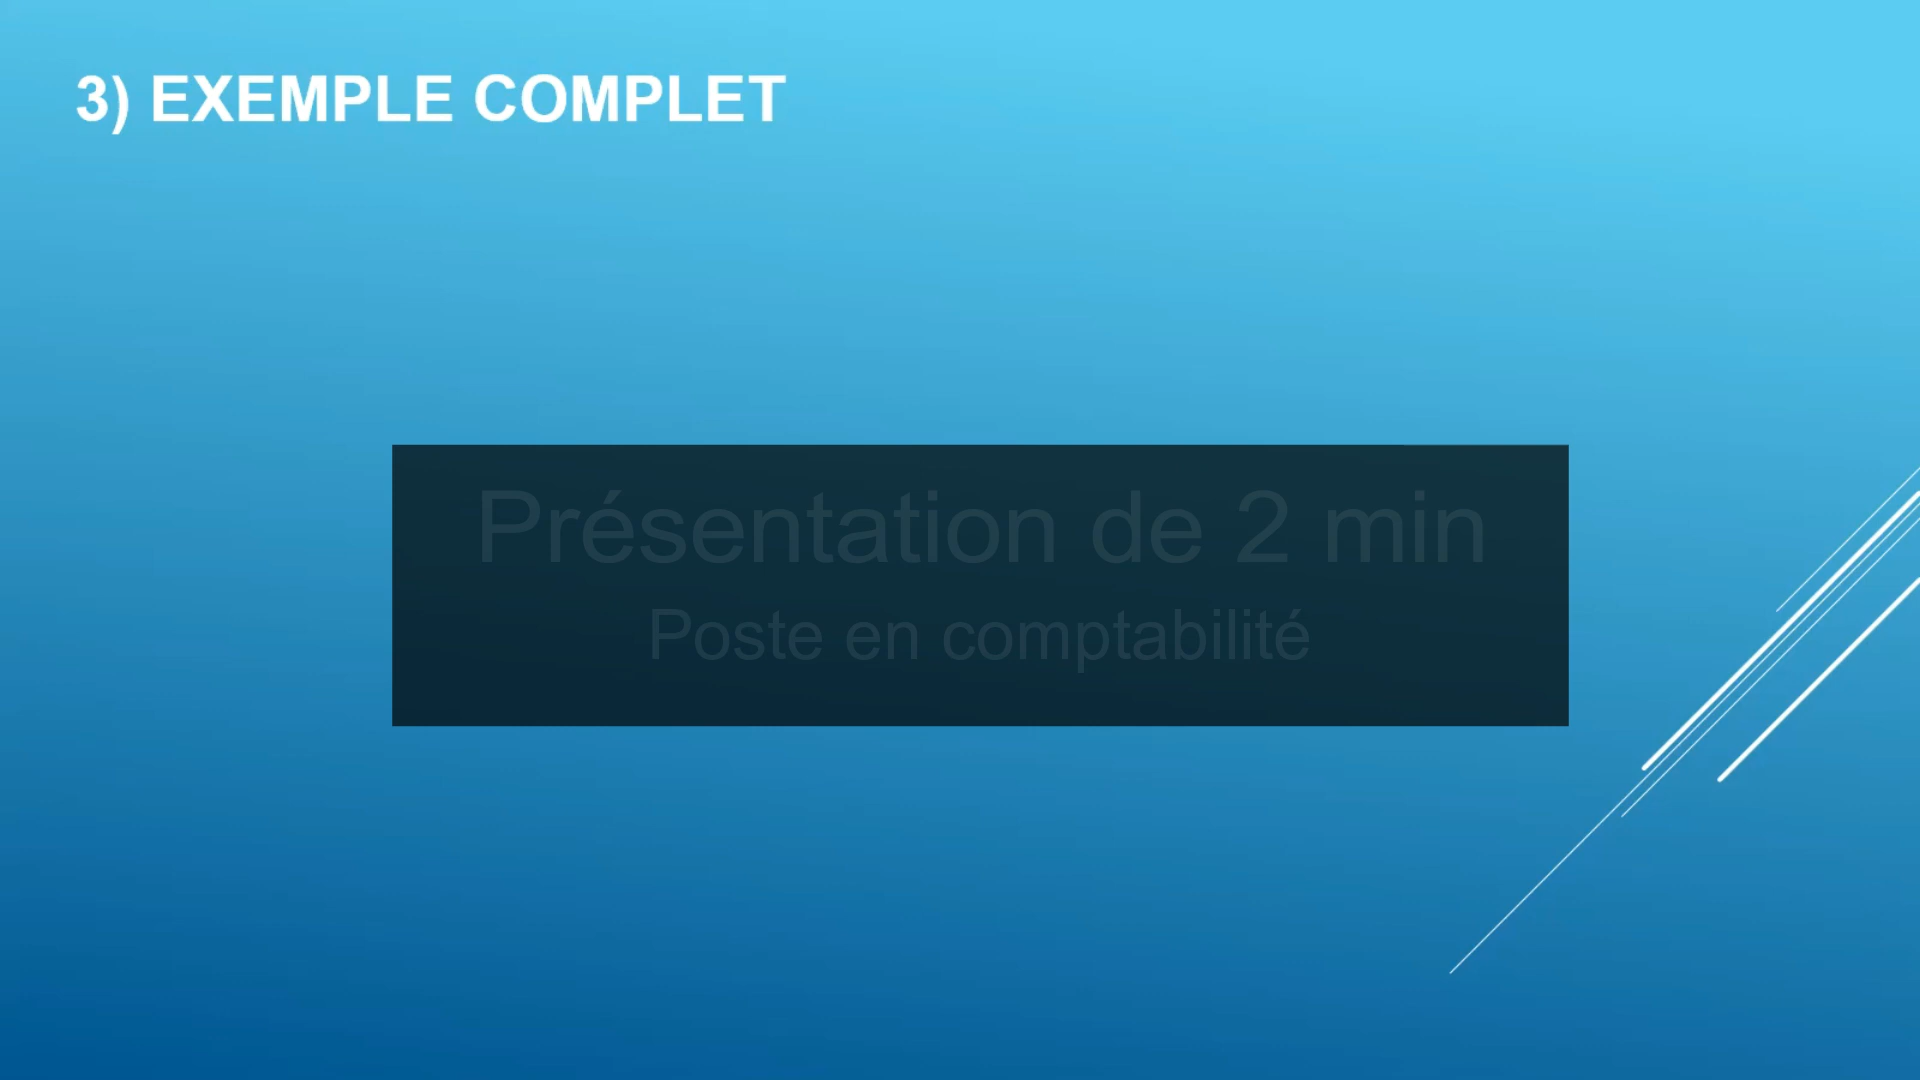 3) EXEMPLE COMPLET
Présentation de 2 min
Poste en comptabilité